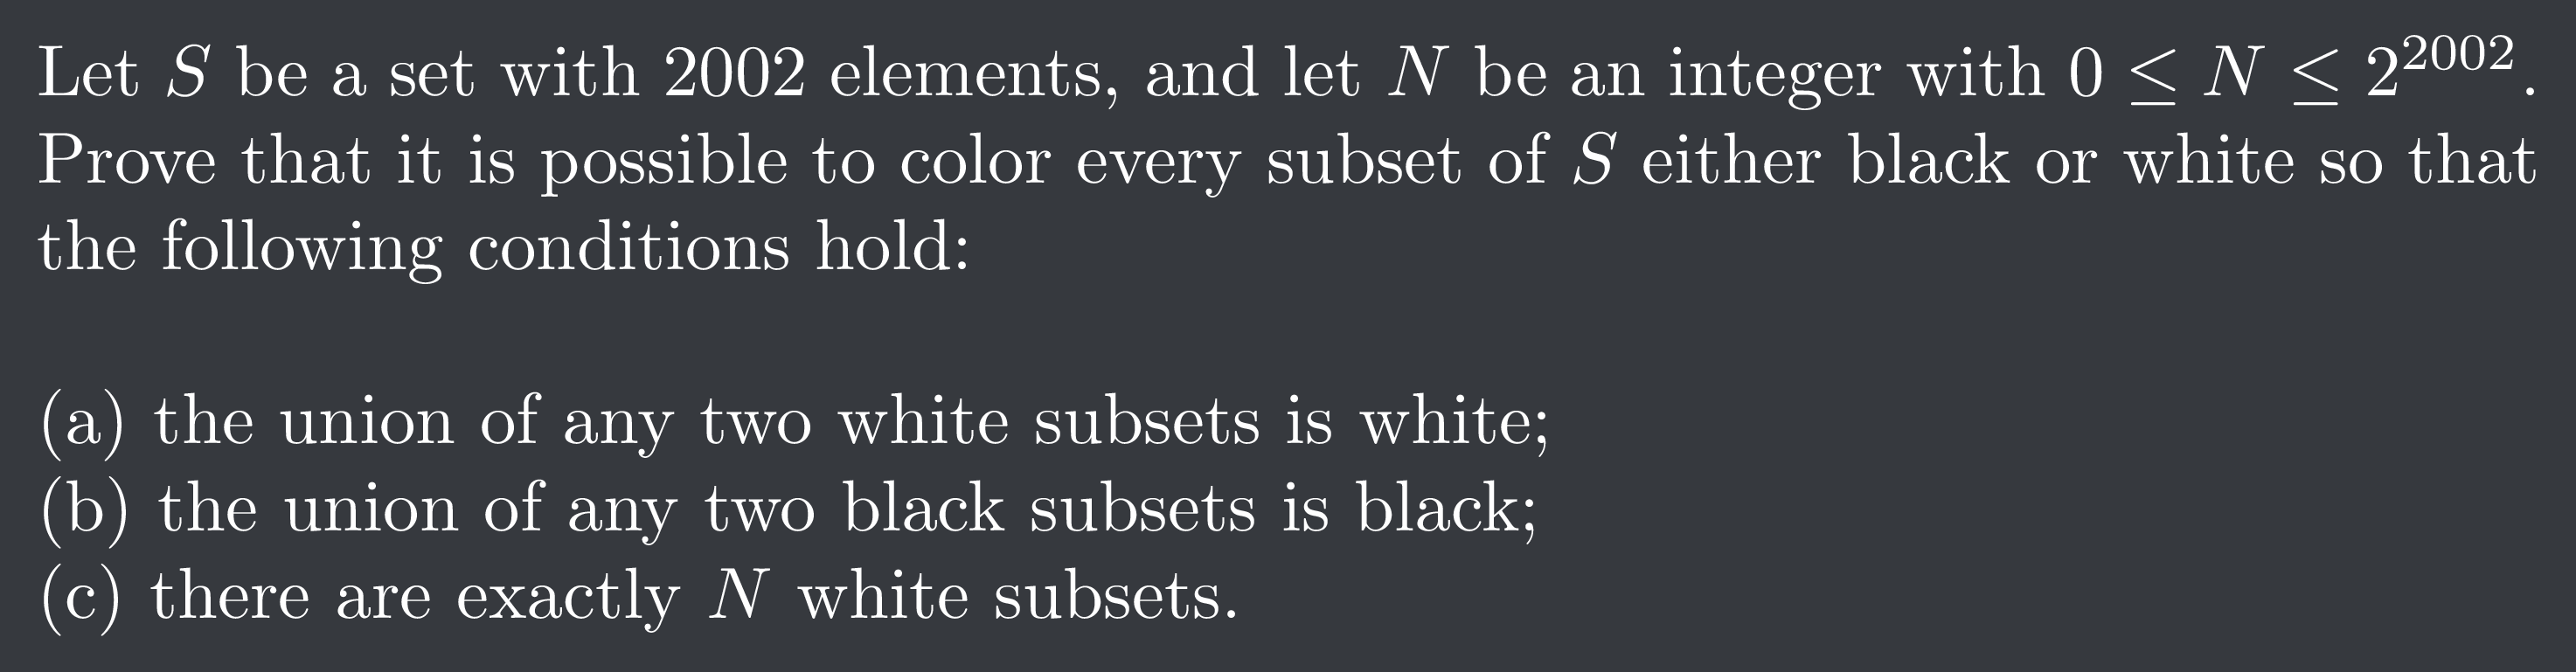 Let S be a set with 2002 elements, and let N be an integer with 0 ≤ N ≤ 2^2002.
Prove that it is possible to color every subset of S either black or white so that
the following conditions hold:
(a) the union of any two white subsets is white;
(b) the union of any two black subsets is black;
(c) there are exactly N white subsets.